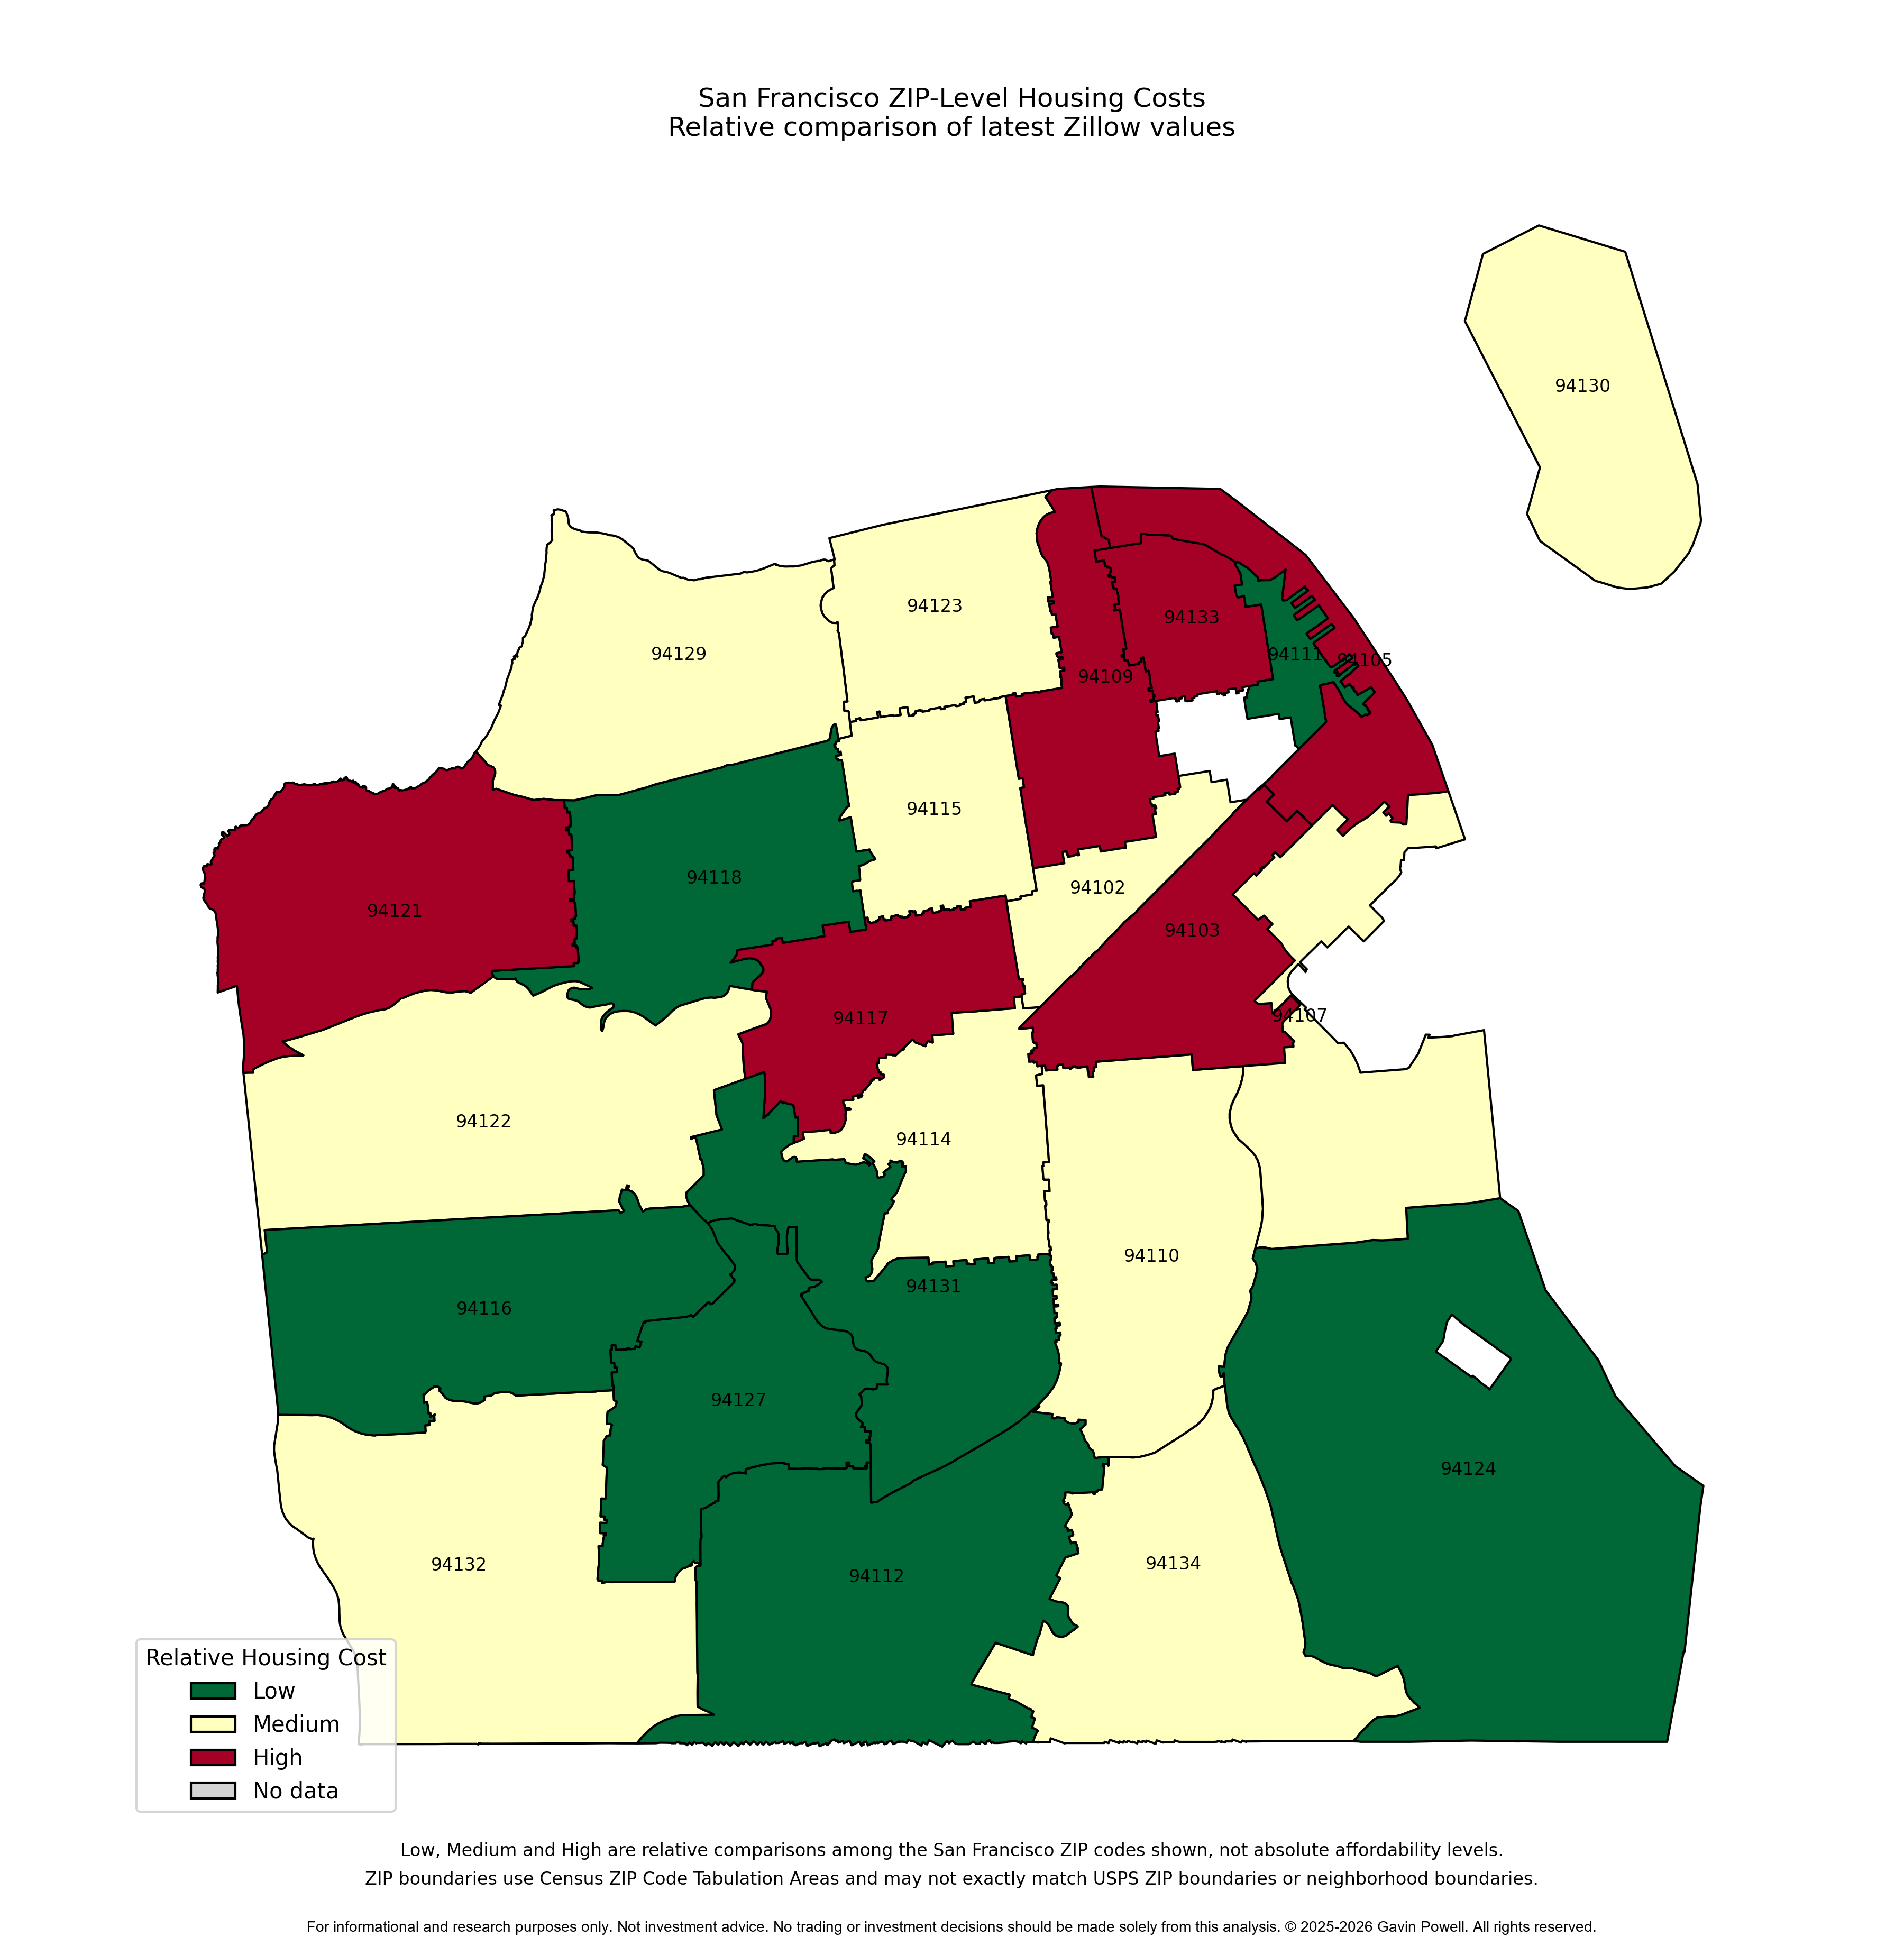 San Francisco ZIP-Level Housing Costs
Relative comparison of latest Zillow values
94130
94123
94133
94129
94111
94105
94109
94115
94118
94102
94121
94103
94107
94117
94122
94114
94110
94131
94116
94127
94124
94132
94134
94112
Relative Housing Cost
Low
Medium
High
No data
Low, Medium and High are relative comparisons among the San Francisco ZIP codes shown, not absolute affordability levels.
ZIP boundaries use Census ZIP Code Tabulation Areas and may not exactly match USPS ZIP boundaries or neighborhood boundaries.
For informational and research purposes only. Not investment advice. No trading or investment decisions should be made solely from this analysis. © 2025-2026 Gavin Powell. All rights reserved.